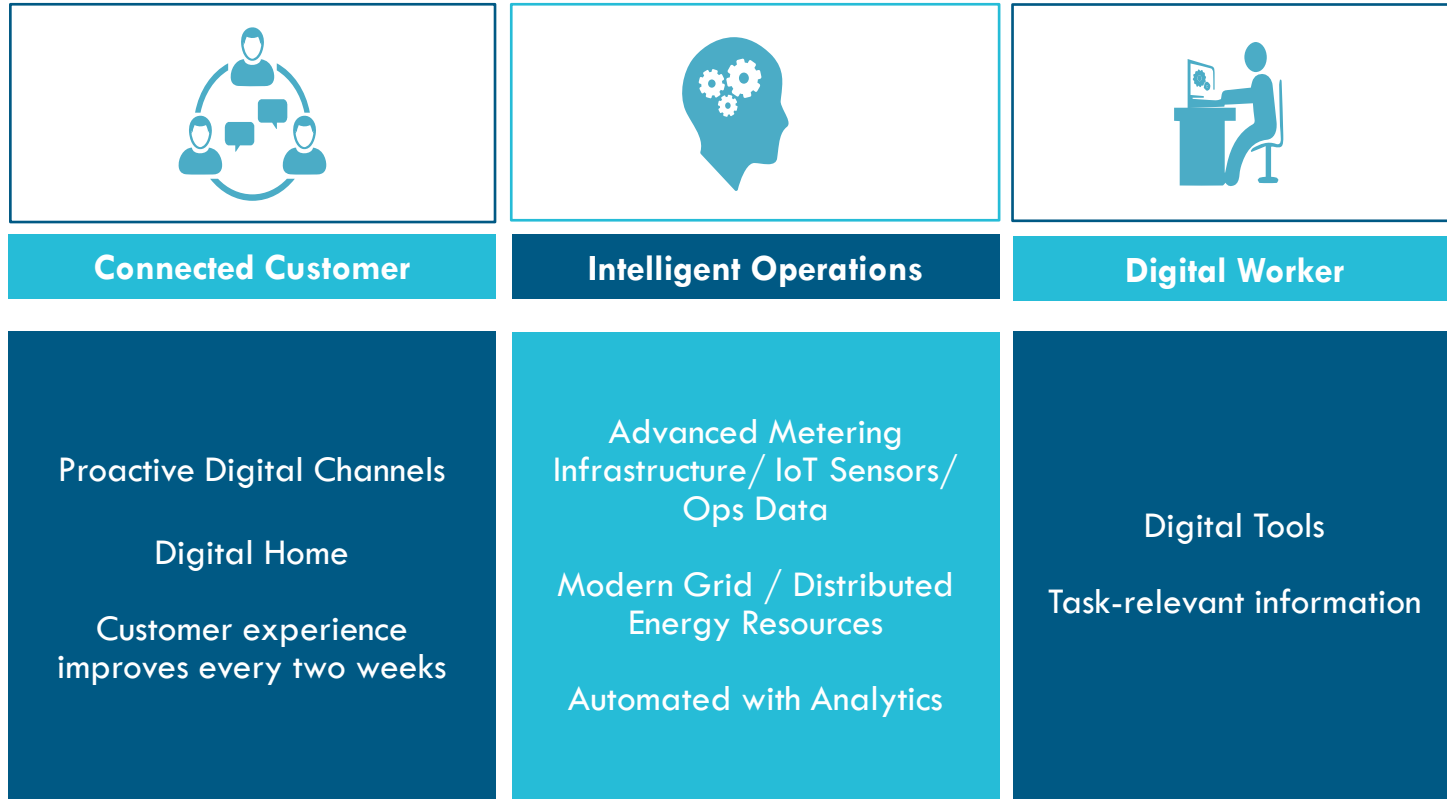 Connected Customer
Intelligent Operations
Digital Worker
Proactive Digital Channels
Digital Home
Customer experience
improves every two weeks
Advanced Metering
Infrastructure/ IoT Sensors/
Ops Data
Modern Grid / Distributed
Energy Resources
Automated with Analytics
Digital Tools
Task-relevant information